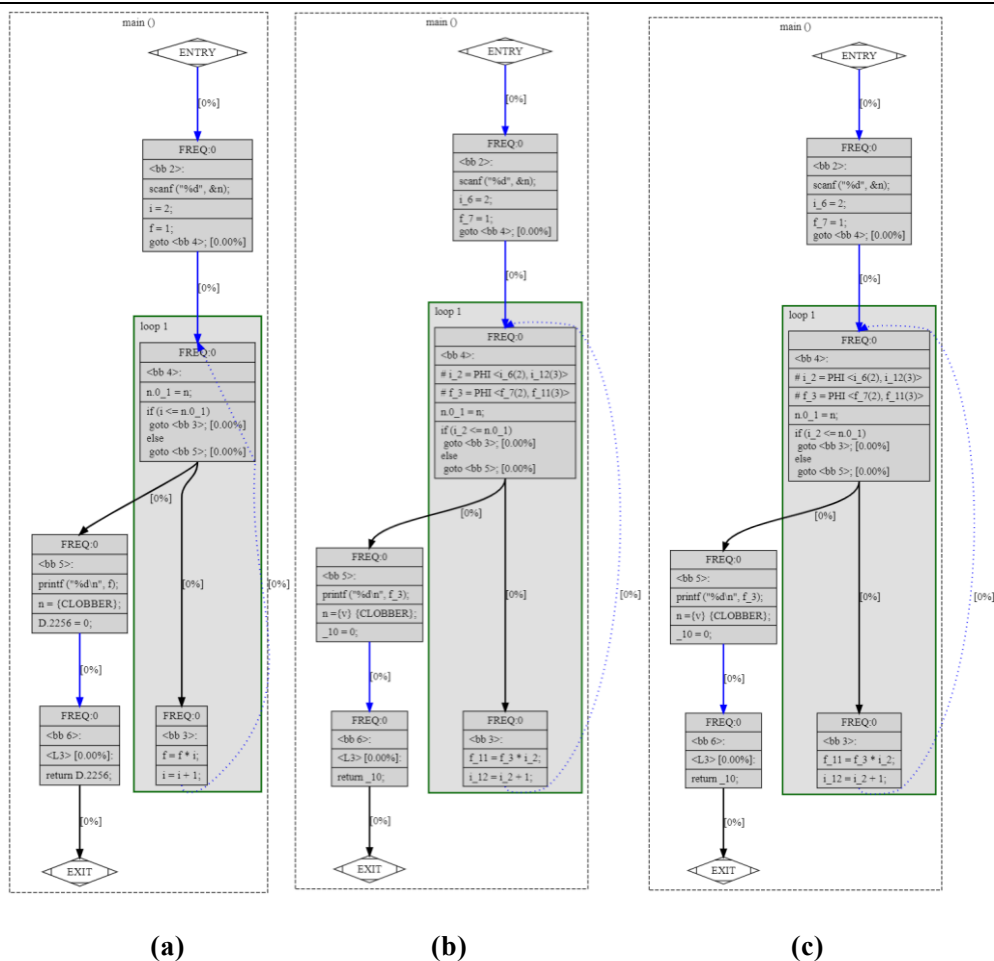 main ()
ENTRY
[0%]
FREQ:0
<bb 2>:
scanf ("%d", &n);
i = 2;
f = 1;
goto <bb 4>; [0.00%]
[0%]
loop 1
FREQ:0
<bb 4>:
n.0_1 = n;
if (i <= n.0_1)
goto <bb 3>; [0.00%]
else
goto <bb 5>; [0.00%]
[0%]
[0%]
[0%]
FREQ:0
<bb 5>:
printf ("%d\n", f);
n = {CLOBBER};
D.2256 = 0;
[0%]
FREQ:0
<bb 6>:
<L3> [0.00%]:
return D.2256;
FREQ:0
<bb 3>:
f = f * i;
i = i + 1;
[0%]
EXIT
(a)
main ()
ENTRY
[0%]
FREQ:0
<bb 2>:
scanf ("%d", &n);
i_6 = 2;
f_7 = 1;
goto <bb 4>; [0.00%]
[0%]
loop 1
FREQ:0
<bb 4>:
# i_2 = PHI <i_6(2), i_12(3)>
# f_3 = PHI <f_7(2), f_11(3)>
n.0_1 = n;
if (i_2 <= n.0_1)
goto <bb 3>; [0.00%]
else
goto <bb 5>; [0.00%]
[0%]
[0%]
[0%]
FREQ:0
<bb 5>:
printf ("%d\n", f_3);
n ={v} {CLOBBER};
_10 = 0;
[0%]
FREQ:0
<bb 6>:
<L3> [0.00%]:
return _10;
FREQ:0
<bb 3>:
f_11 = f_3 * i_2;
i_12 = i_2 + 1;
[0%]
EXIT
(b)
main ()
ENTRY
[0%]
FREQ:0
<bb 2>:
scanf ("%d", &n);
i_6 = 2;
f_7 = 1;
goto <bb 4>; [0.00%]
[0%]
loop 1
FREQ:0
<bb 4>:
# i_2 = PHI <i_6(2), i_12(3)>
# f_3 = PHI <f_7(2), f_11(3)>
n.0_1 = n;
if (i_2 <= n.0_1)
goto <bb 3>; [0.00%]
else
goto <bb 5>; [0.00%]
[0%]
[0%]
[0%]
FREQ:0
<bb 5>:
printf ("%d\n", f_3);
n ={v} {CLOBBER};
_10 = 0;
[0%]
FREQ:0
<bb 6>:
<L3> [0.00%]:
return _10;
FREQ:0
<bb 3>:
f_11 = f_3 * i_2;
i_12 = i_2 + 1;
[0%]
EXIT
(c)